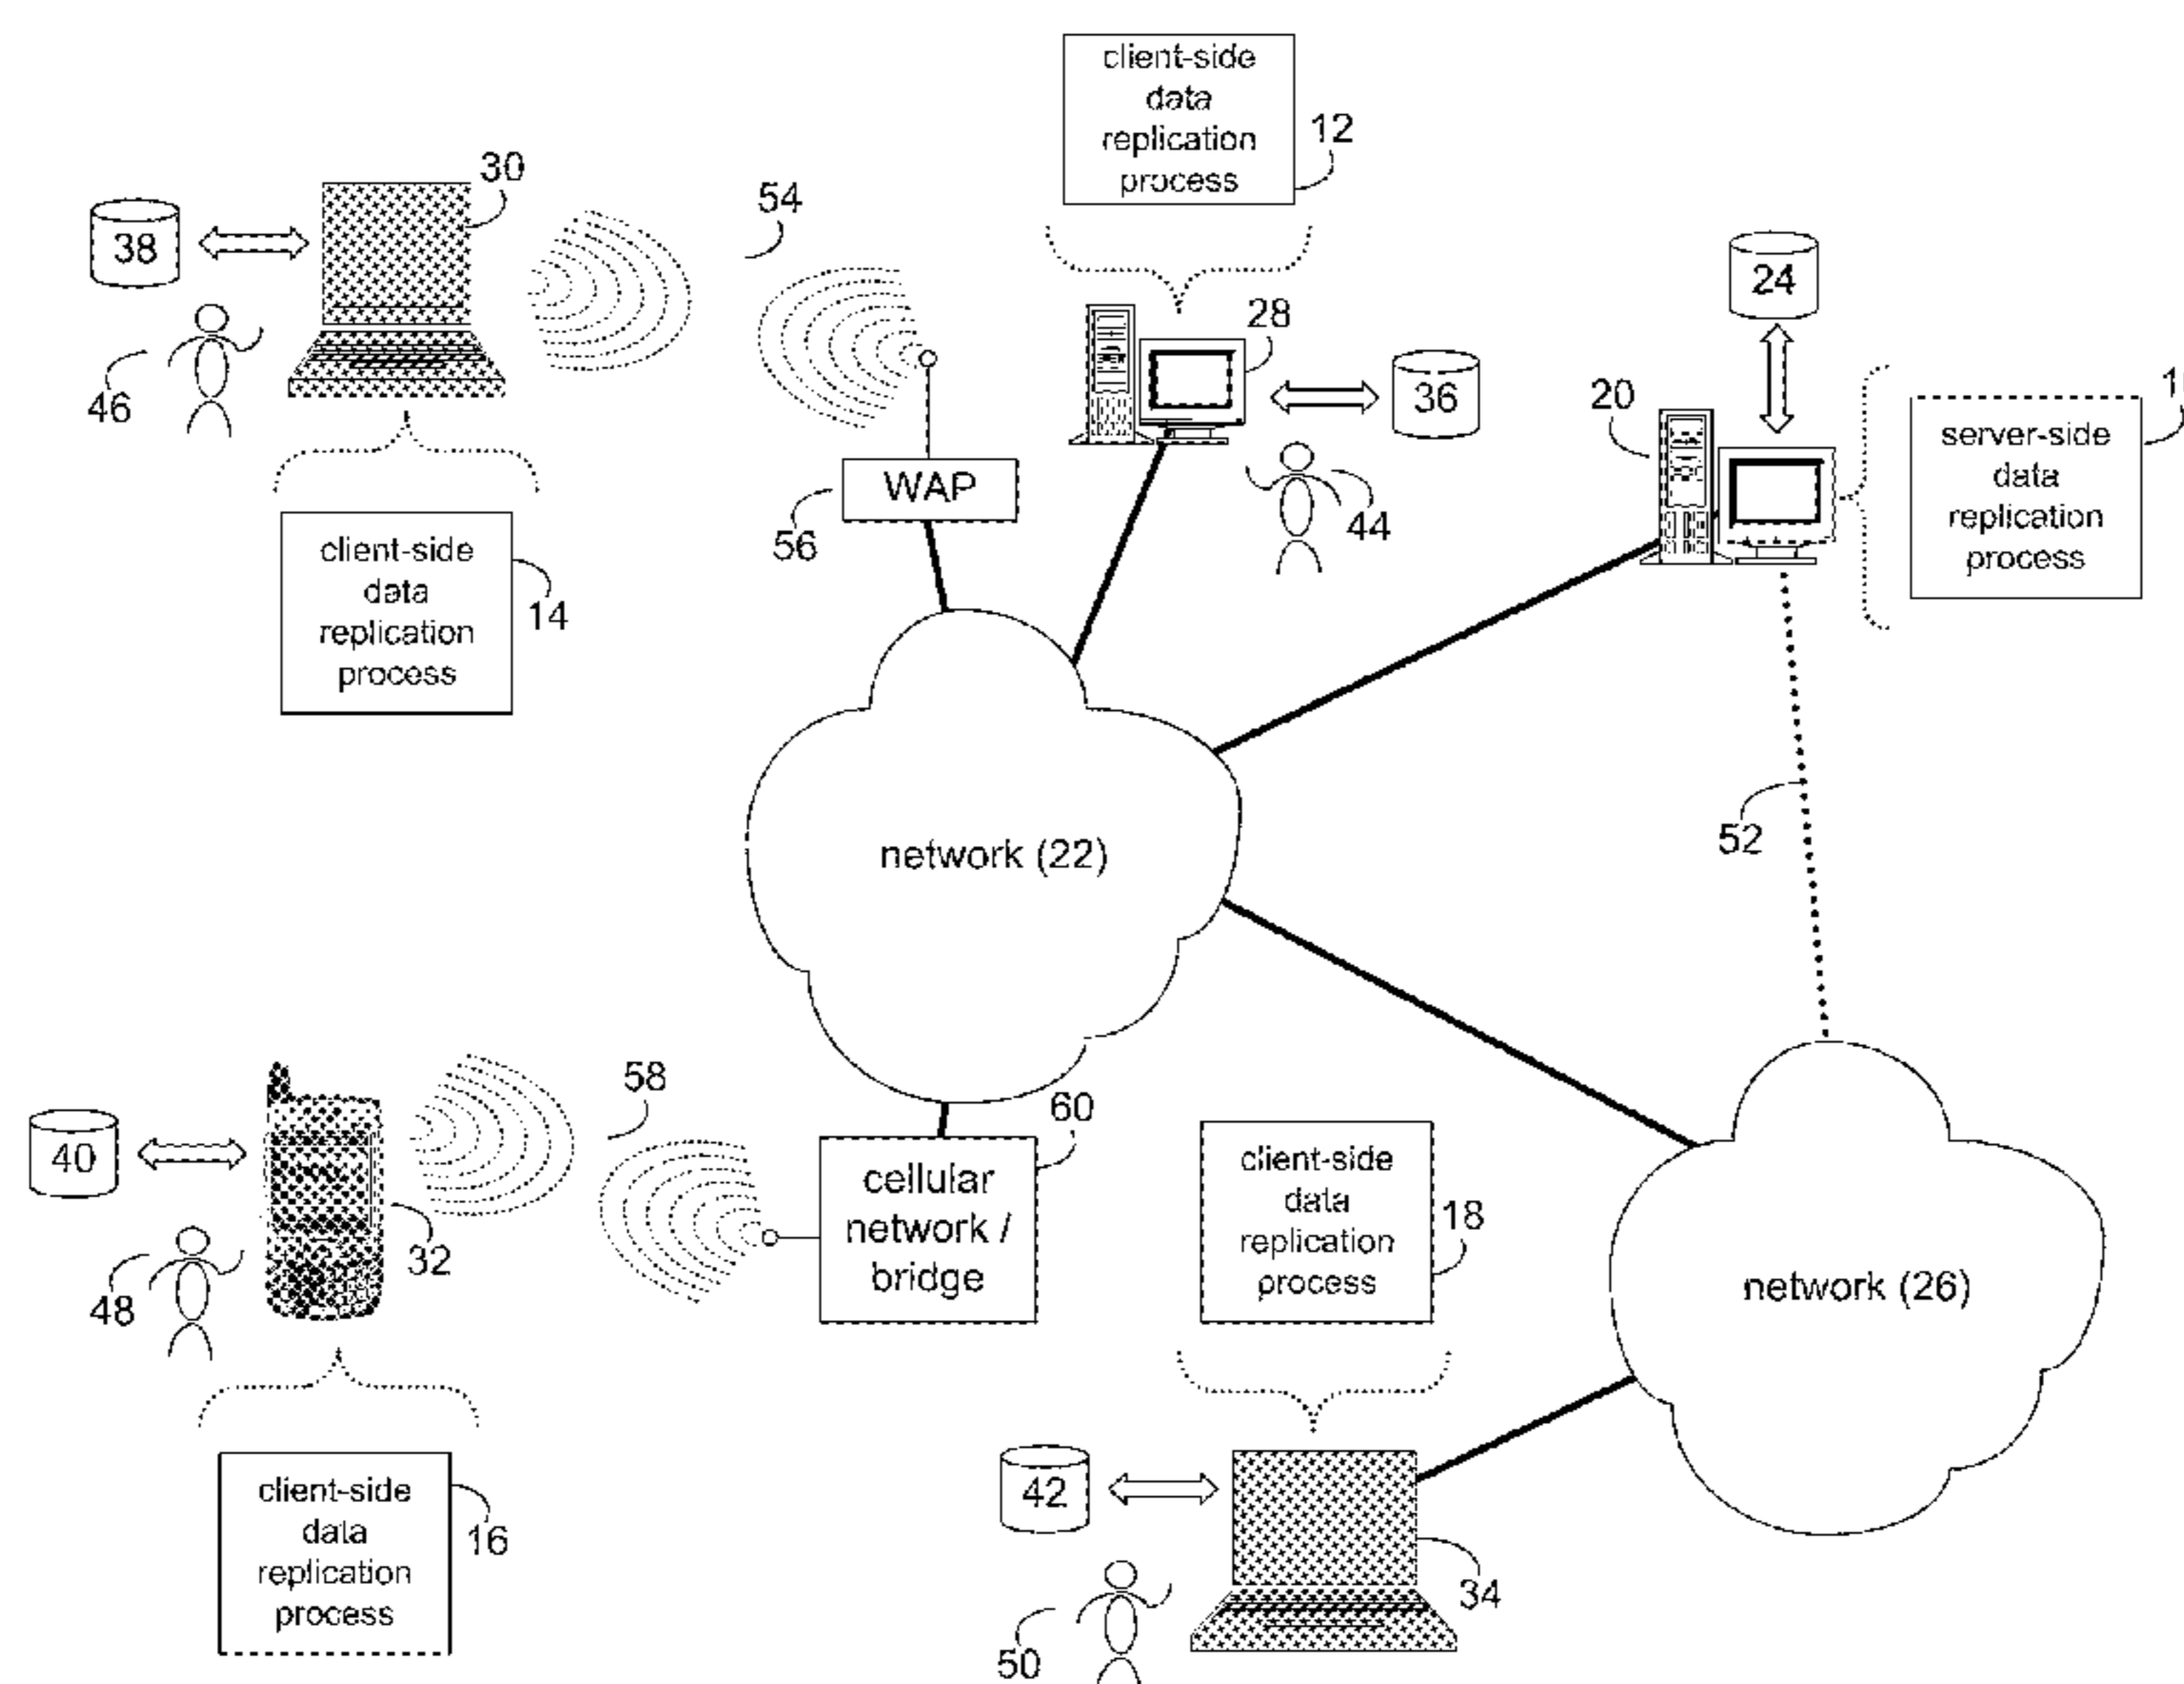 client-side
data
replication
process
12
30
54
38
24
28
36
20
1
server-side
data
replication
process
46
WAP
56
44
client-side
data
replication
process
14
52
network (22)
58
60
40
cellular
network /
bridge
client-side
data
replication
process
18
32
48
network (26)
42
34
50
client-side
data
replication
process
16